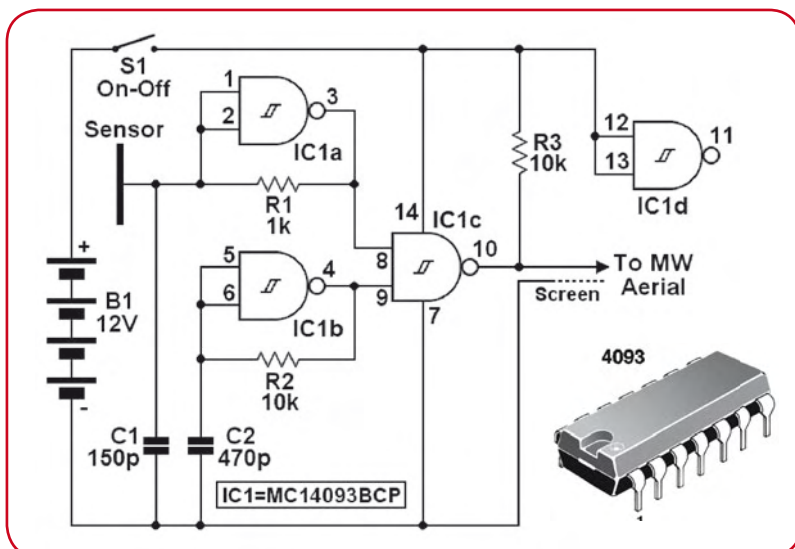 S1
On-Off
Sensor
1
2
3
IC1a
R1
1k
14
IC1c
R3
10k
12
13
11
IC1d
5
6
4
IC1b
8
9
10
7
To MW
Aerial
Screen
+
B1
12V
-
R2
10k
C1
150p
C2
470p
IC1=MC14093BCP
4093
1